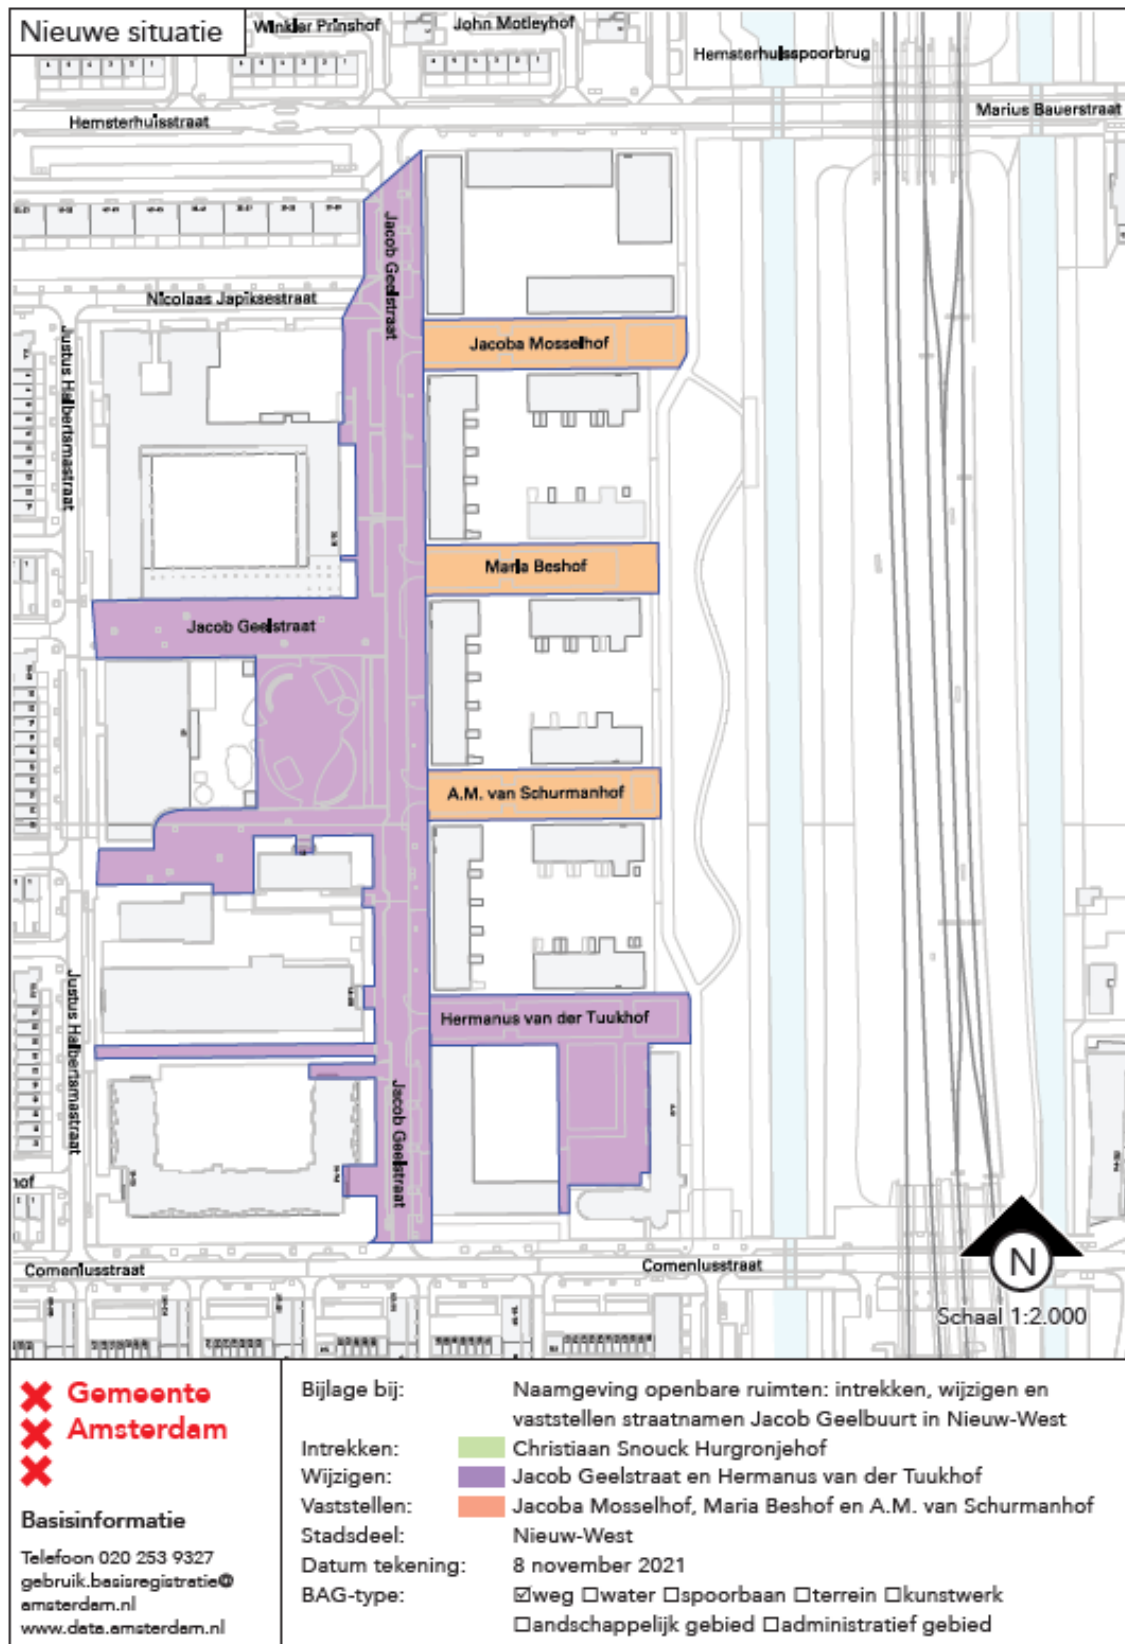 Nieuwe situatie
Winkler Prinshof
John Motleyhof
Hemsterhuisspoorbrug
Hemsterhuisstraat
Marius Bauerstraat
Jacob Geelstraat
Nicolaas Japiksestraat
Jacoba Mosselhof
Justus Halbertsmastraat
Maria Beshof
Jacob Geelstraat
A.M. van Schurmanhof
Justus Halbertsmastraat
Hermanus van der Tuukhof
Jacob Geelstraat
hof
Comeniusstraat
Comeniusstraat
N
Schaal 1:2.000
Gemeente
Amsterdam
Basisinformatie
Telefoon 020 253 9327
gebruik.basisregistratie@
amsterdam.nl
www.data.amsterdam.nl
Bijlage bij: Naamgeving openbare ruimten: intrekken, wijzigen en
vaststellen straatnamen Jacob Geelbuurt in Nieuw-West
Intrekken: Christiaan Snouck Hurgronjehof
Wijzigen: Jacob Geelstraat en Hermanus van der Tuukhof
Vaststellen: Jacoba Mosselhof, Maria Beshof en A.M. van Schurmanhof
Stadsdeel: Nieuw-West
Datum tekening: 8 november 2021
BAG-type: ☑weg ☐water ☐spoorbaan ☐terrein ☐kunstwerk
☐andschappelijk gebied ☐administratief gebied